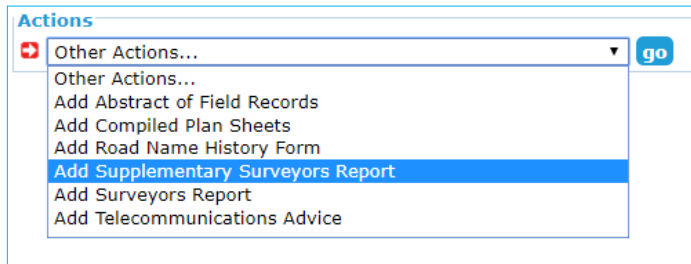 Actions
Other Actions... go
Other Actions...
Add Abstract of Field Records
Add Compiled Plan Sheets
Add Road Name History Form
Add Supplementary Surveyors Report
Add Surveyors Report
Add Telecommunications Advice